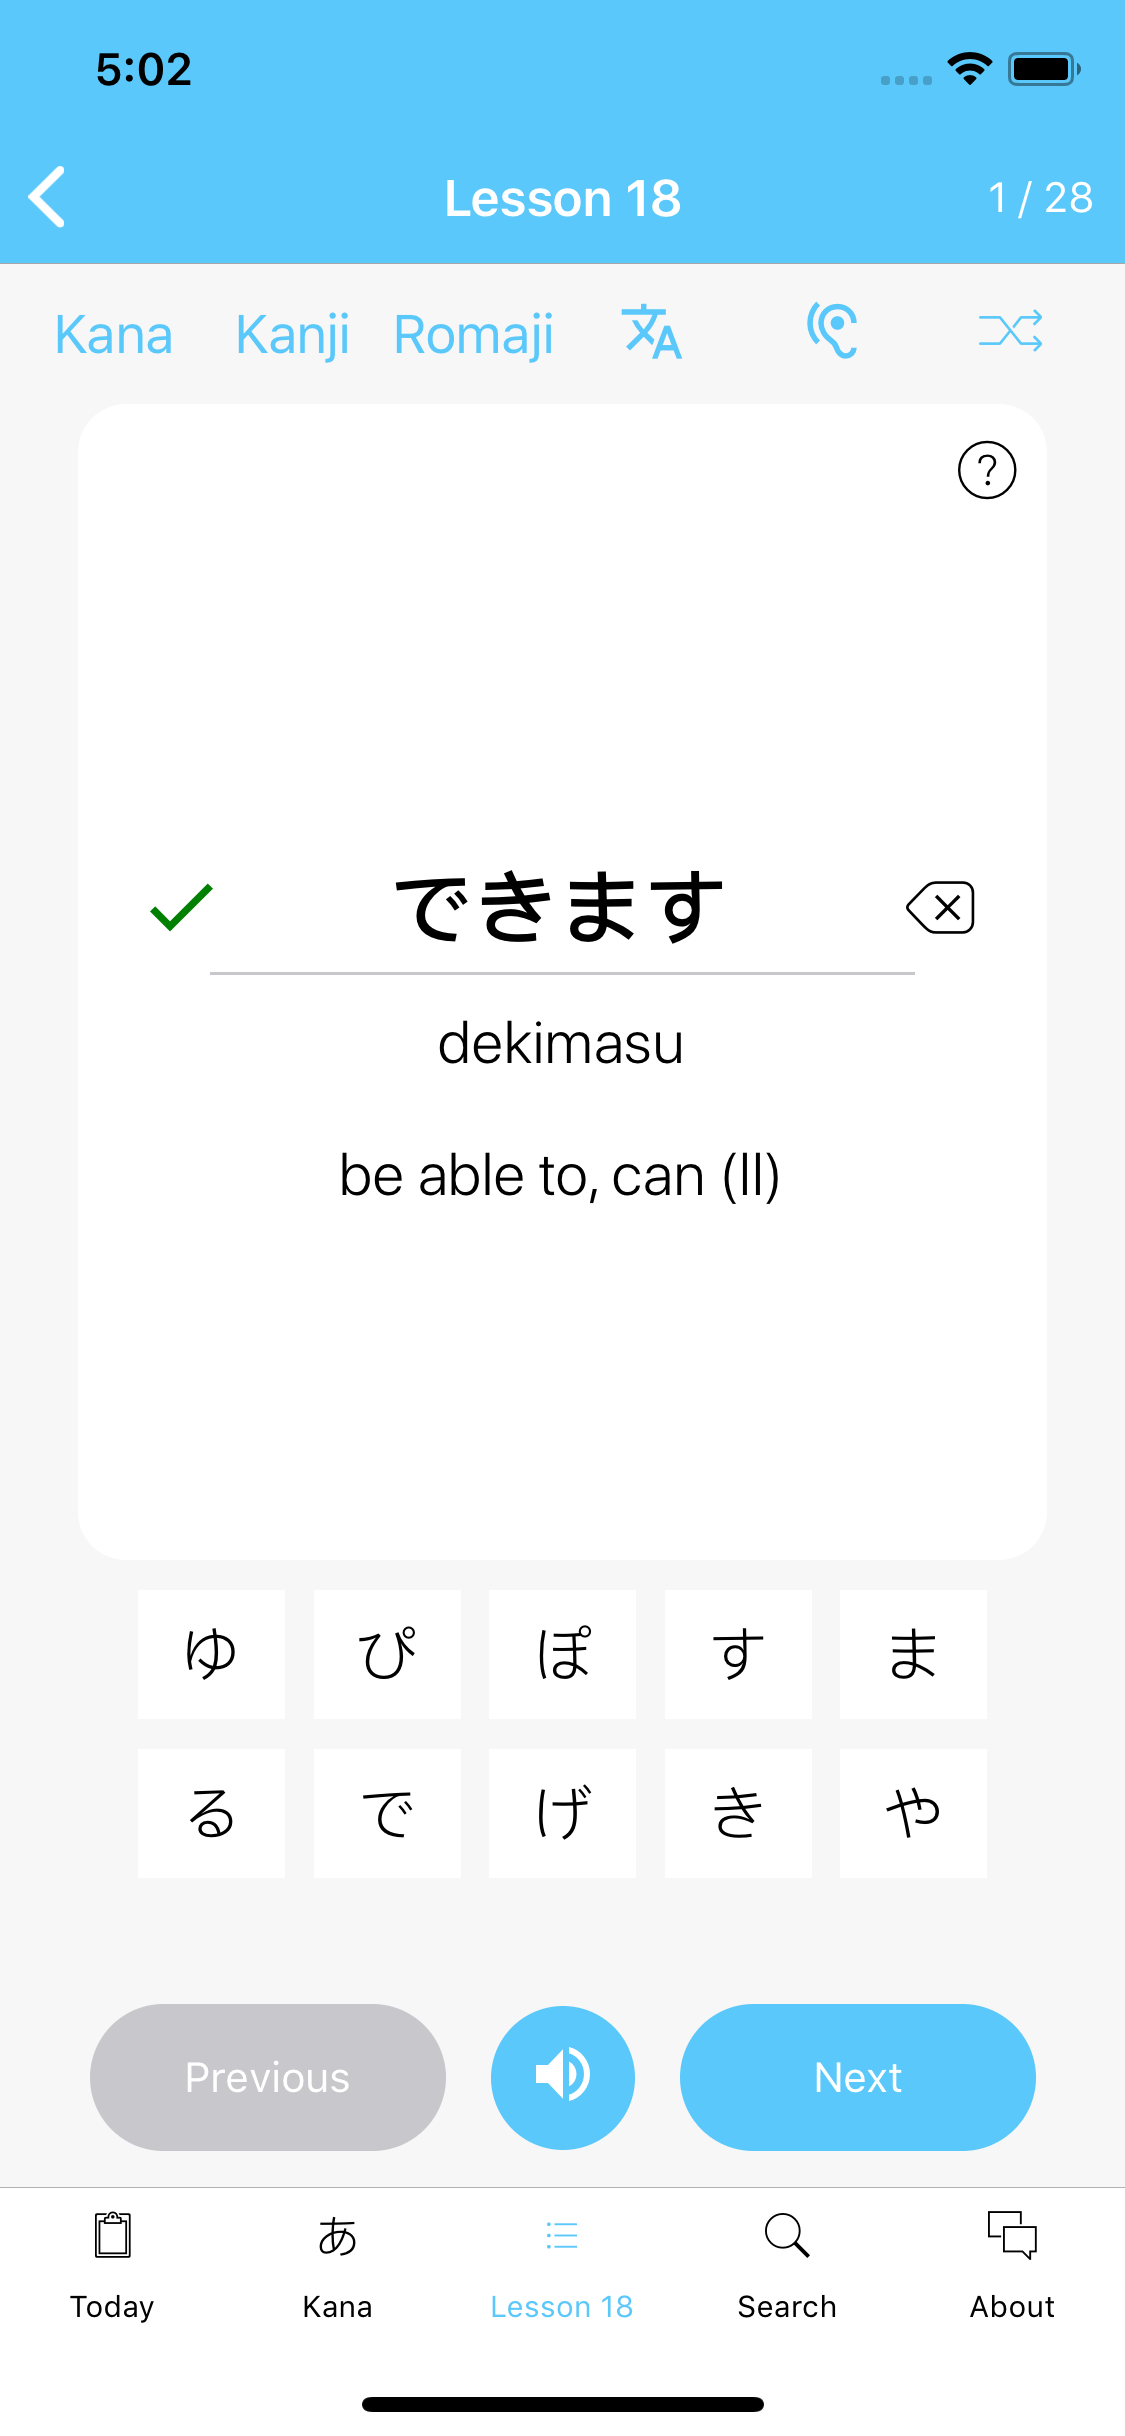 5:02
Lesson 18
1 / 28
Kana Kanji Romaji 文A
?
できます
dekimasu
be able to, can (II)
ゆ ぴ ぽ す ま
る で げ き や
Previous Next
あ
Today Kana Lesson 18 Search About